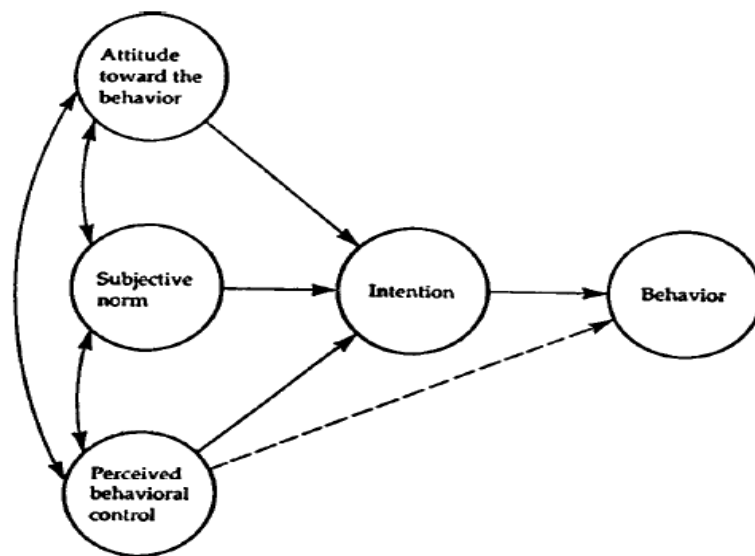 Attitude
toward the
behavior
Subjective
norm
Intention
Behavior
Perceived
behavioral
control